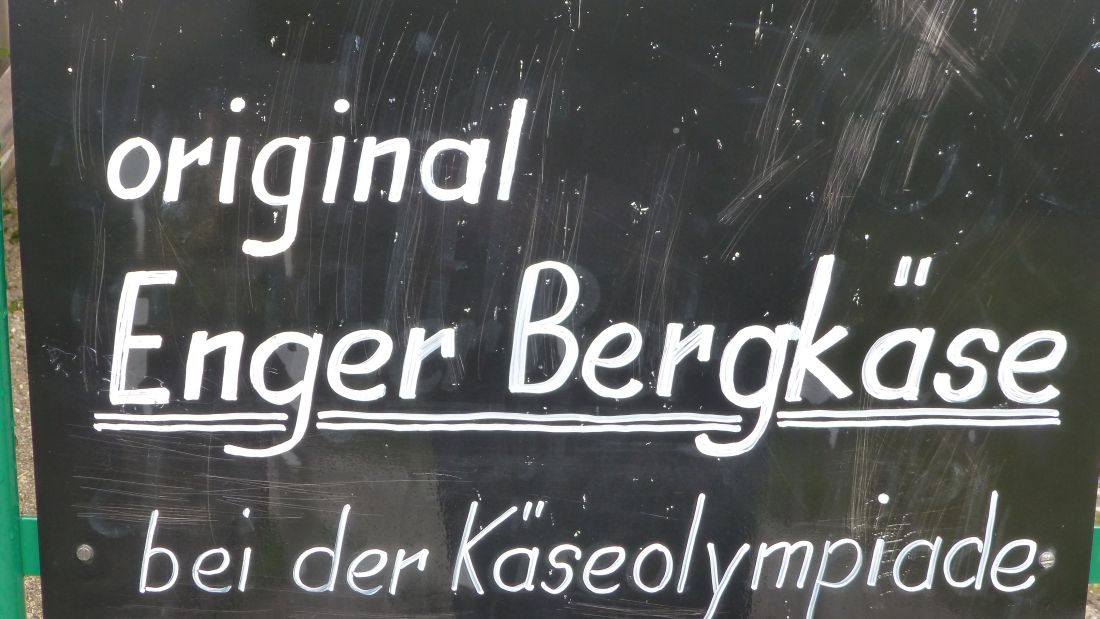 original
Enger Bergkäse
bei der Käseolympiade